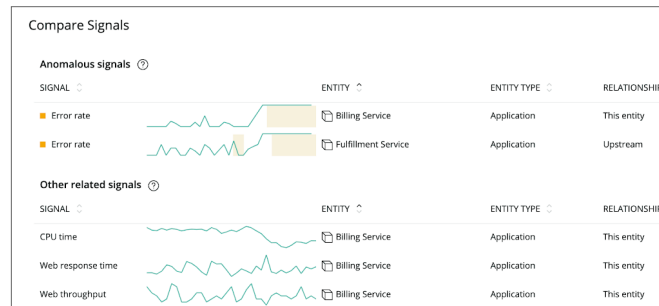 Compare Signals
Anomalous signals ?
SIGNAL ENTITY ENTITY TYPE RELATIONSHIP
Error rate Billing Service Application This entity
Error rate Fulfillment Service Application Upstream
Other related signals ?
SIGNAL ENTITY ENTITY TYPE RELATIONSHIP
CPU time Billing Service Application This entity
Web response time Billing Service Application This entity
Web throughput Billing Service Application This entity